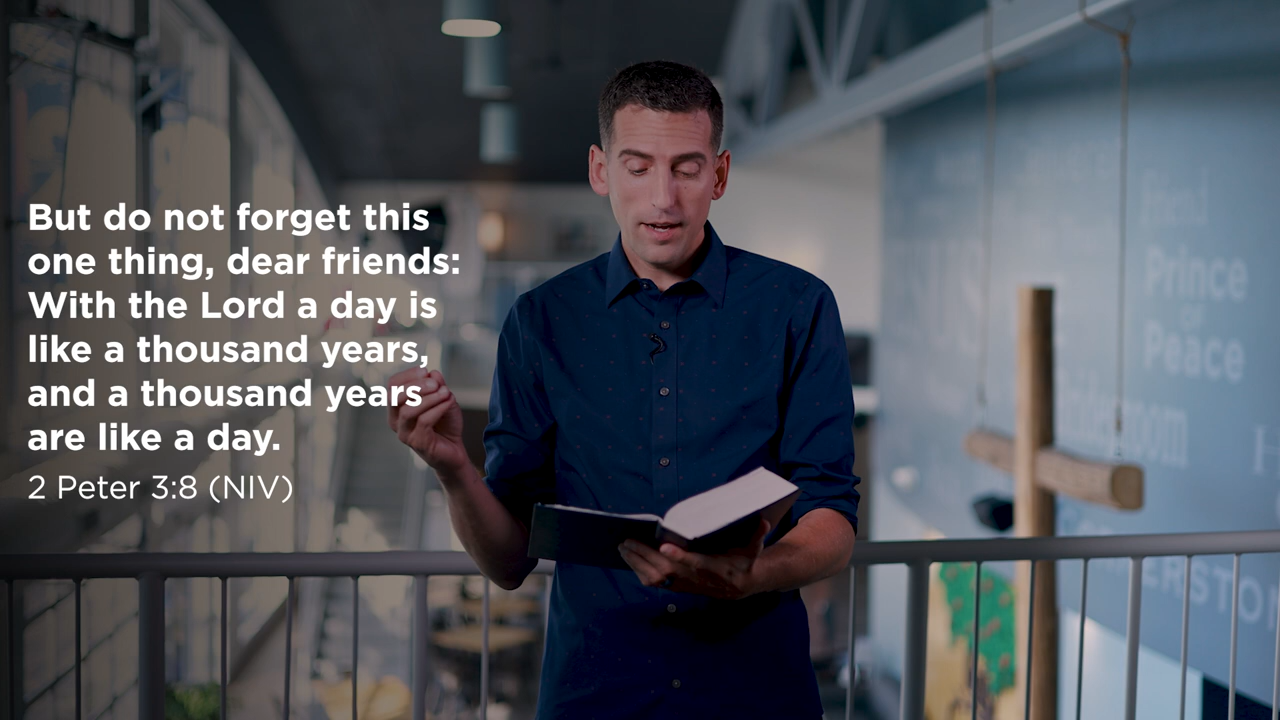 But do not forget this
one thing, dear friends:
With the Lord a day is
like a thousand years,
and a thousand years
are like a day.
2 Peter 3:8 (NIV)
Prince
of
Peace